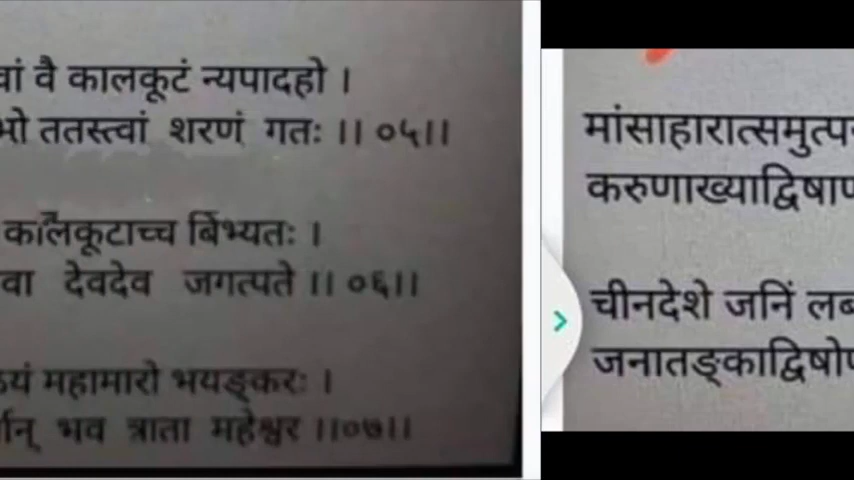 वै कालकूटं न्यपादहो ।
ततस्त्वां शरणं गतः ।। ०५।।
कालकूटाच्च बिभ्यतः ।
देवदेव जगत्पते ।। ०६।।
महामारो भयङ्करः ।
भव त्राता महेश्वर ।।०७।।
मांसाहारात्समुत्प
करुणाख्याद्विषाण
चीनदेशे जनिं लब
जनातङ्काद्विषोण